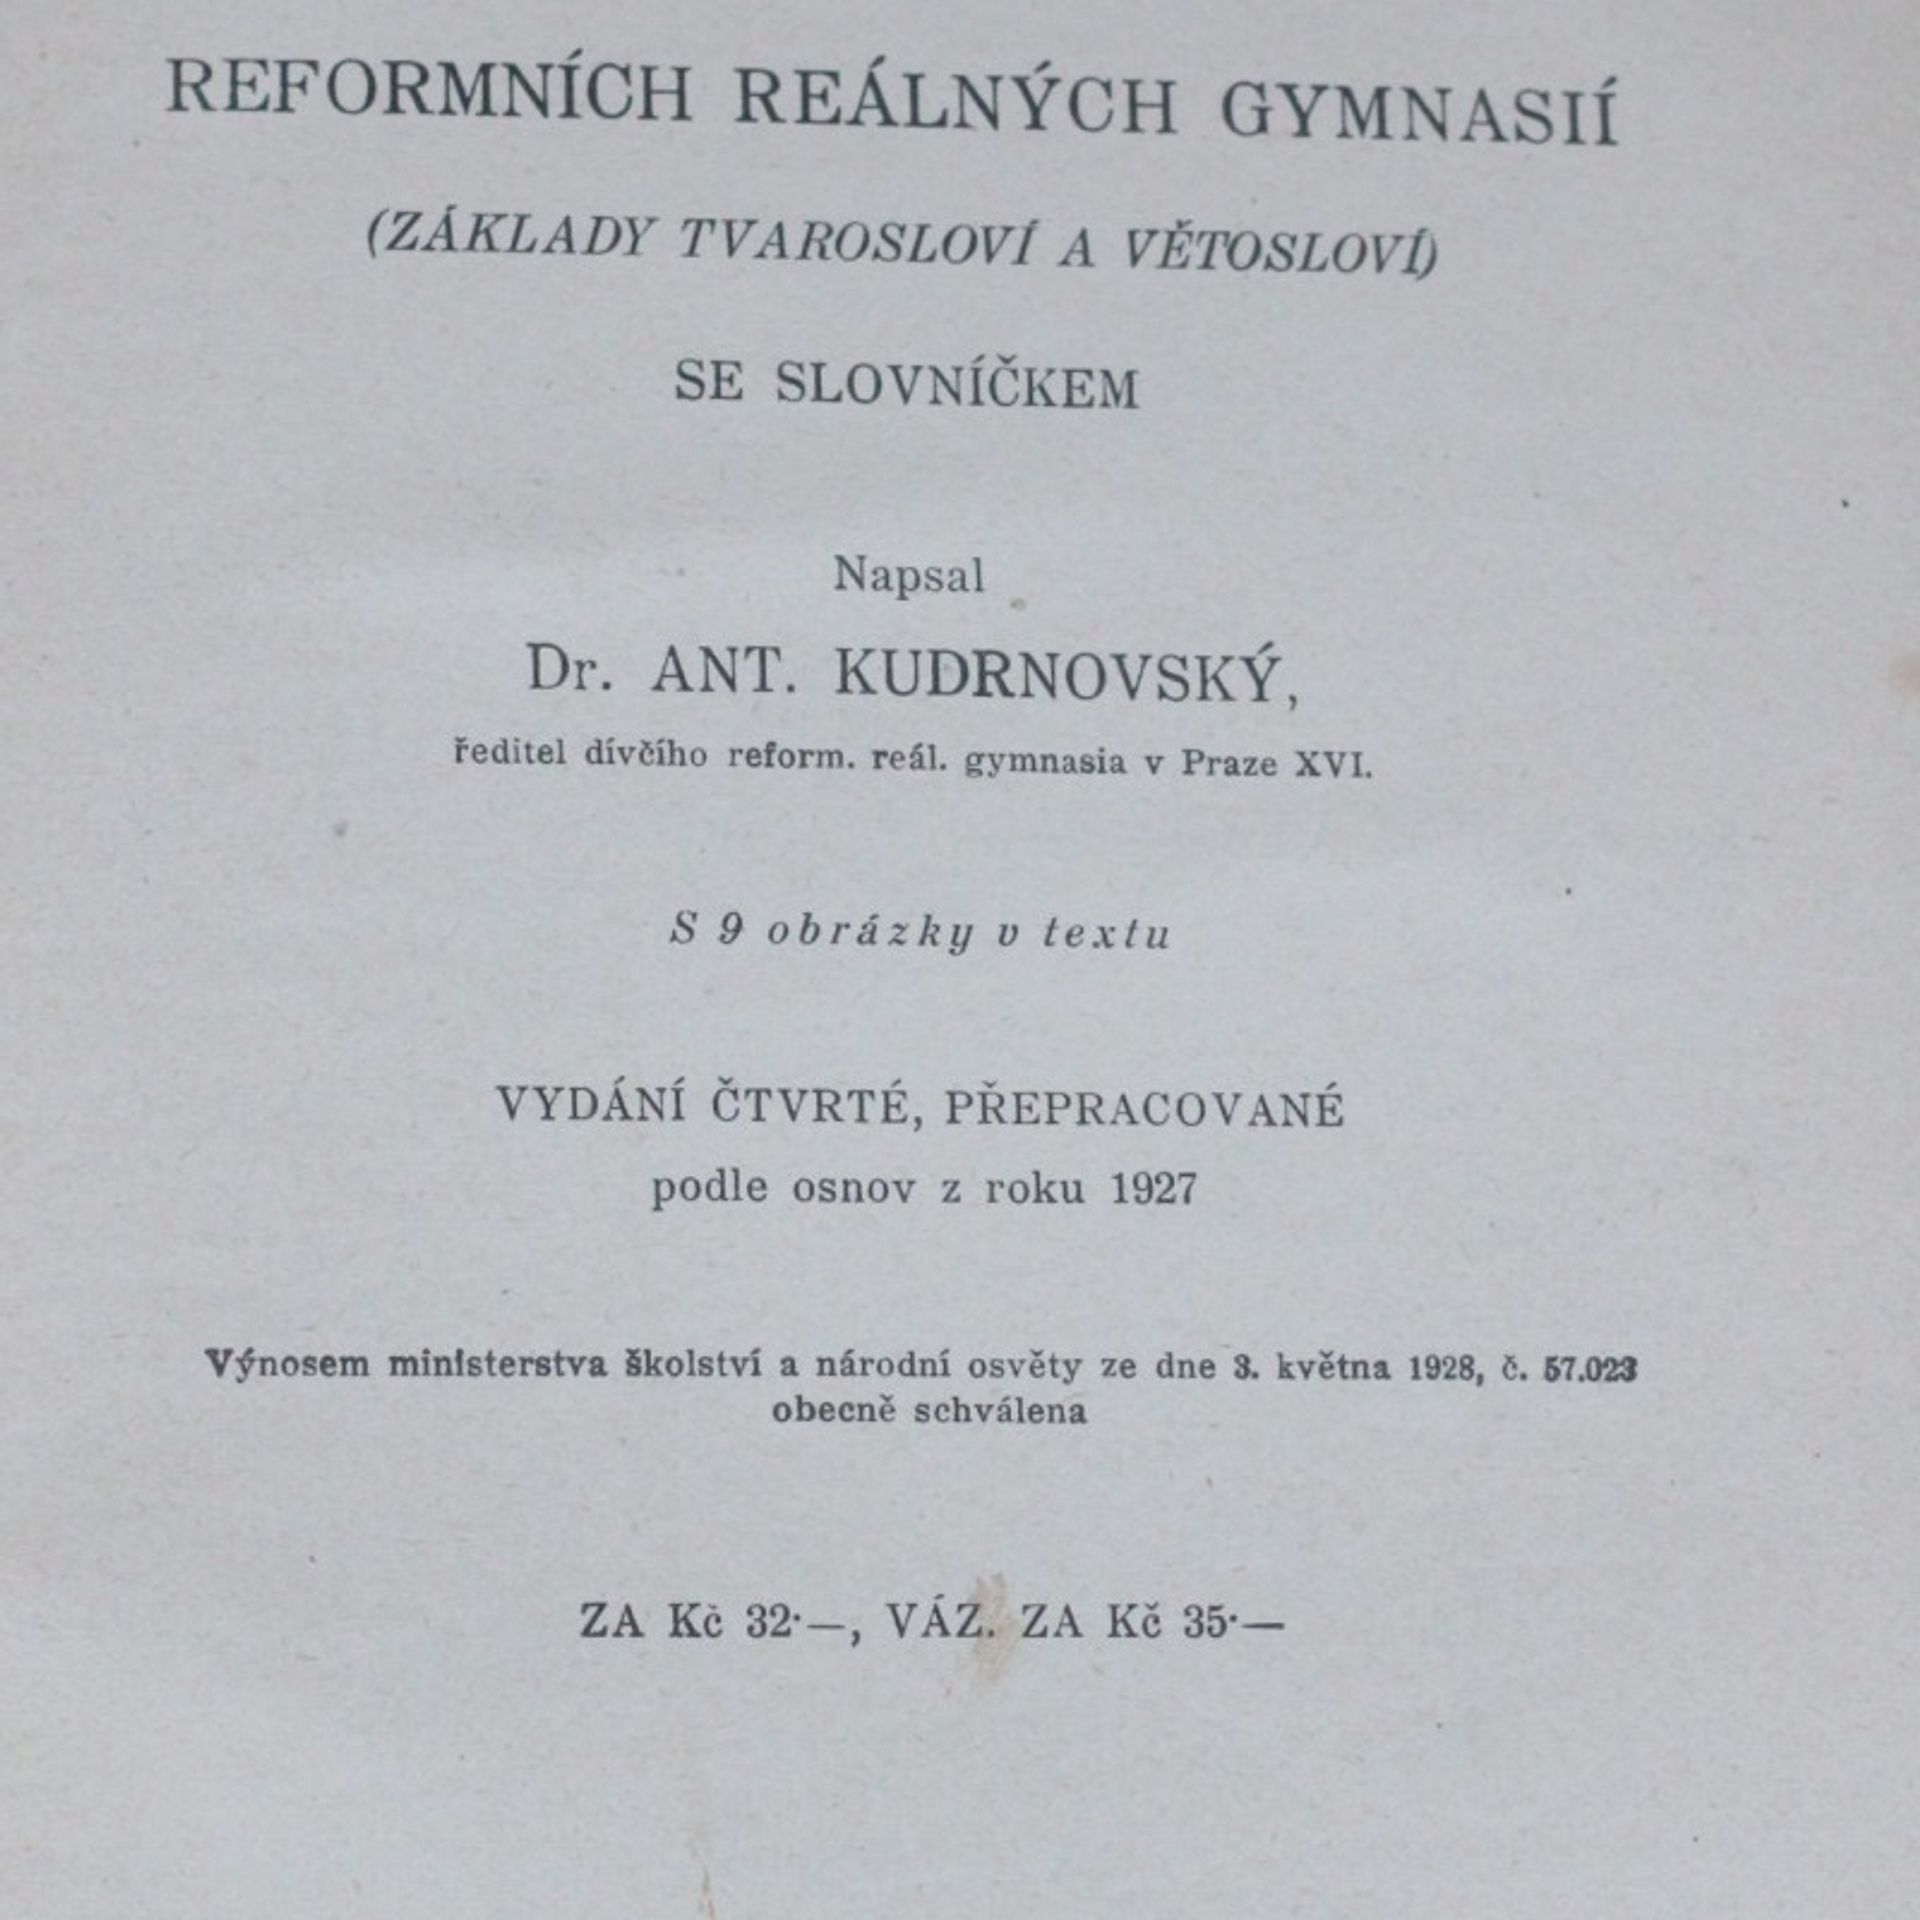 REFORMNÍCH REÁLNÝCH GYMNASIÍ
(ZÁKLADY TVAROSLOVÍ A VĚTOSLOVÍ)
SE SLOVNÍČKEM
Napsal
Dr. ANT. KUDRNOVSKÝ,
ředitel dívčího reform. reál. gymnasia v Praze XVI.
S 9 obrázky v textu
VYDÁNÍ ČTVRTÉ, PŘEPRACOVANÉ
podle osnov z roku 1927
Výnosem ministerstva školství a národní osvěty ze dne 3. května 1928, č. 57.023
obecně schválena
ZA Kč 32·—, VÁZ. ZA Kč 35·—